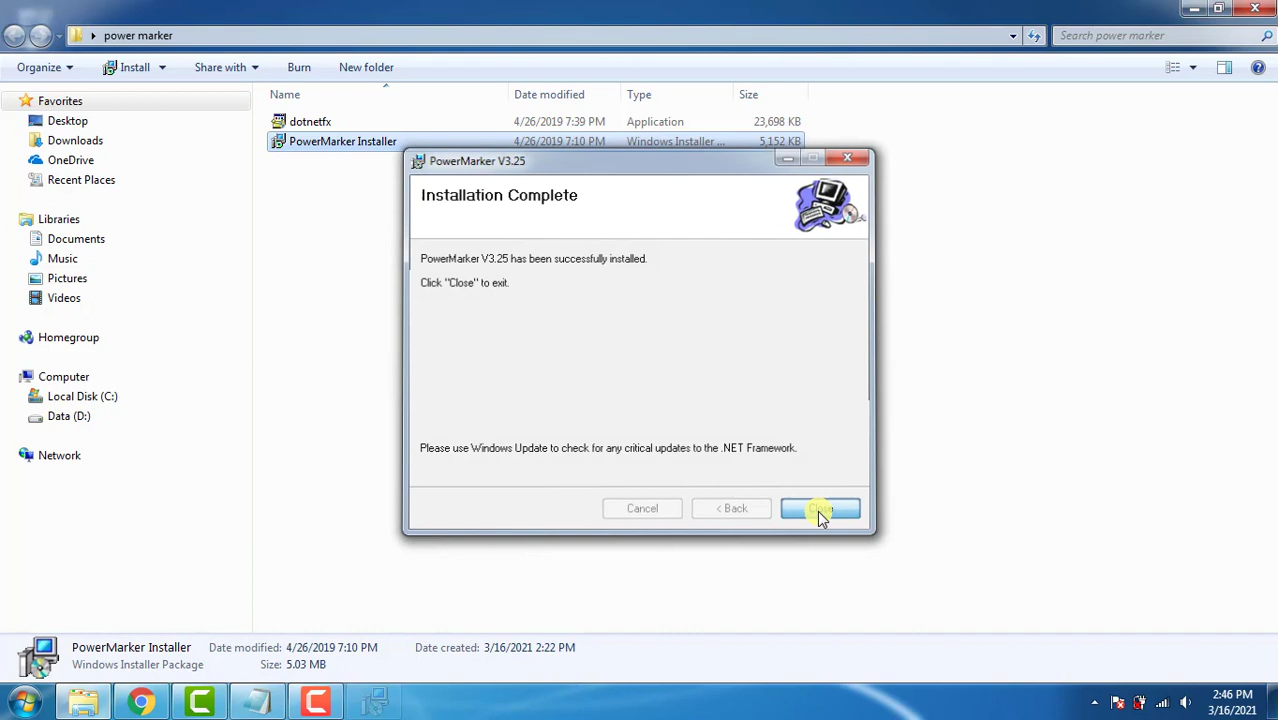 power marker
Search power marker
Organize
Install
Share with
Burn
New folder
Favorites
Desktop
Downloads
OneDrive
Recent Places
Libraries
Documents
Music
Pictures
Videos
Homegroup
Computer
Local Disk (C:)
Data (D:)
Network
Name Date modified Type Size
dotnetfx 4/26/2019 7:39 PM Application 23,698 KB
PowerMarker Installer 4/26/2019 7:10 PM Windows Installer ... 5,152 KB
PowerMarker V3.25
Installation Complete
PowerMarker V3.25 has been successfully installed.
Click "Close" to exit.
Please use Windows Update to check for any critical updates to the .NET Framework.
Cancel
< Back
Close
PowerMarker Installer Date modified: 4/26/2019 7:10 PM Date created: 3/16/2021 2:22 PM
Windows Installer Package Size: 5.03 MB
2:46 PM
3/16/2021